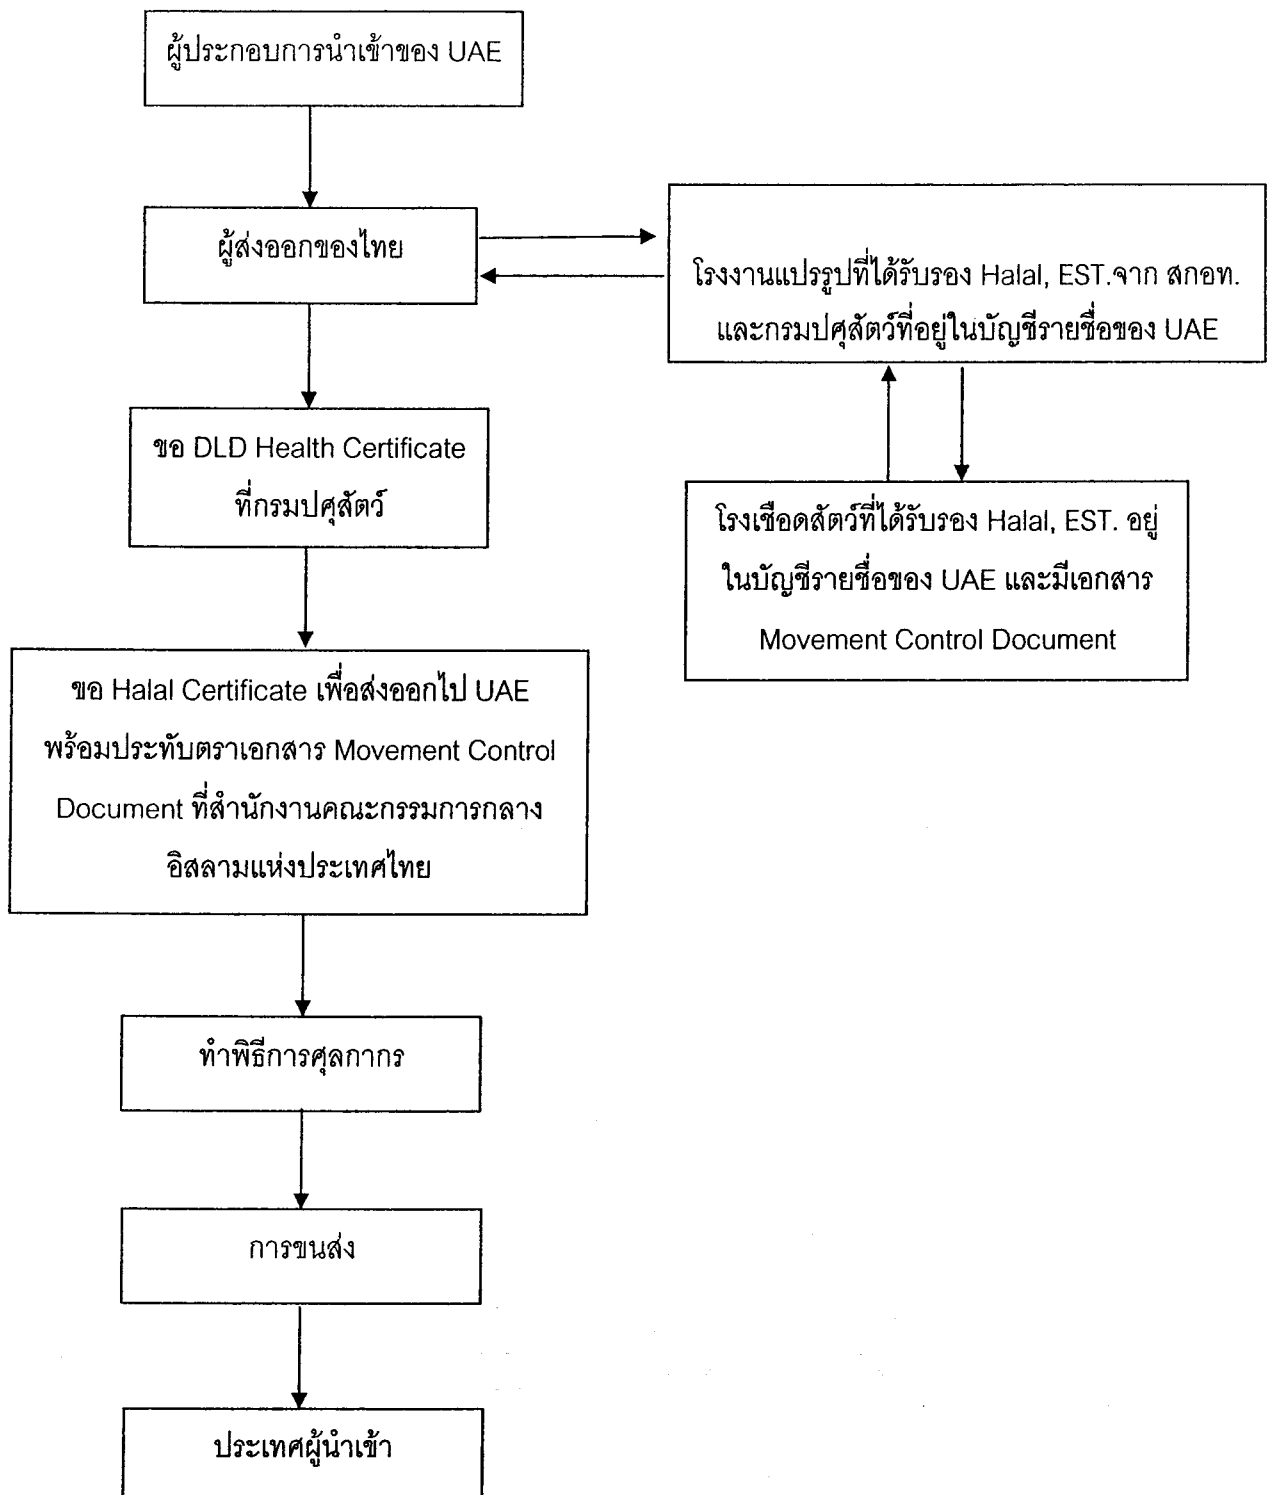 ผู้ประกอบการนำเข้าของ UAE
ผู้ส่งออกของไทย
โรงงานแปรรูปที่ได้รับรอง Halal, EST.จาก สกอท.
และกรมปศุสัตว์ที่อยู่ในบัญชีรายชื่อของ UAE
ขอ DLD Health Certificate
ที่กรมปศุสัตว์
โรงเชือดสัตว์ที่ได้รับรอง Halal, EST. อยู่
ในบัญชีรายชื่อของ UAE และมีเอกสาร
Movement Control Document
ขอ Halal Certificate เพื่อส่งออกไป UAE
พร้อมประทับตราเอกสาร Movement Control
Document ที่สำนักงานคณะกรรมการกลาง
อิสลามแห่งประเทศไทย
ทำพิธีการศุลกากร
การขนส่ง
ประเทศผู้นำเข้า